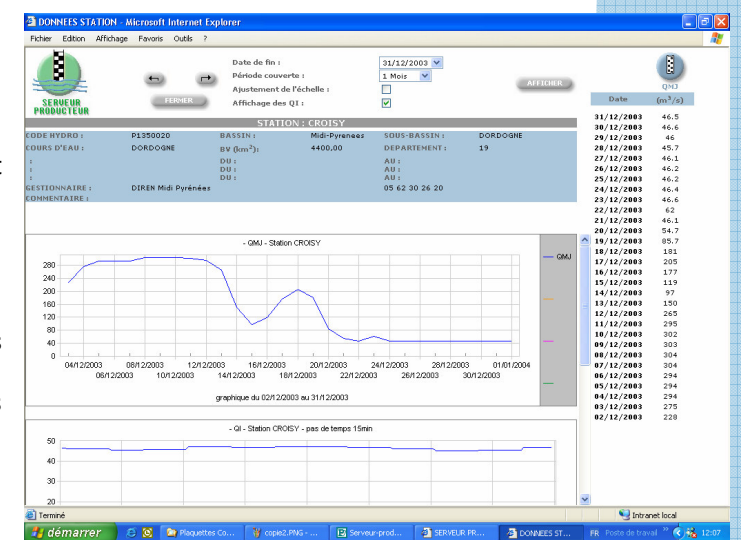 DONNEES STATION - Microsoft Internet Explorer
Fichier Edition Affichage Favoris Outils ?
SERVEUR
PRODUCTEUR
FERMER
Date de fin : 31/12/2003
Période couverte : 1 Mois
Ajustement de l'échelle :
Affichage des QI :
AFFICHER
STATION : CROISY
CODE HYDRO : P1350020 BASSIN : Midi-Pyrenees SOUS-BASSIN : DORDOGNE
COURS D'EAU : DORDOGNE BV (km²): 4400,00 DEPARTEMENT : 19
: DU : AU :
: DU : AU :
: DU : AU :
GESTIONNAIRE : DIREN Midi Pyrénées 05 62 30 26 20
COMMENTAIRE :
- QMJ - Station CROISY
QMJ
280
240
200
160
120
80
40
0
04/12/2003 08/12/2003 12/12/2003 16/12/2003 20/12/2003 24/12/2003 28/12/2003 01/01/2004
06/12/2003 10/12/2003 14/12/2003 18/12/2003 22/12/2003 26/12/2003 30/12/2003
graphique du 02/12/2003 au 31/12/2003
- QI - Station CROISY - pas de temps 15min
50
40
30
20
QMJ
Date (m³/s)
31/12/2003 46.5
30/12/2003 46.6
29/12/2003 46
28/12/2003 45.7
27/12/2003 46.1
26/12/2003 46.2
25/12/2003 46.2
24/12/2003 46.4
23/12/2003 46.6
22/12/2003 62
21/12/2003 46.1
20/12/2003 54.7
19/12/2003 85.7
18/12/2003 181
17/12/2003 205
16/12/2003 177
15/12/2003 119
14/12/2003 97
13/12/2003 150
12/12/2003 265
11/12/2003 295
10/12/2003 302
09/12/2003 303
08/12/2003 304
07/12/2003 304
06/12/2003 294
05/12/2003 294
04/12/2003 294
03/12/2003 275
02/12/2003 228
Terminé
Intranet local
démarrer
Plaquettes Co...
copie2.PNG - ...
Serveur-prod...
SERVEUR PR...
DONNEES ST...
FR Poste de travail » 12:07